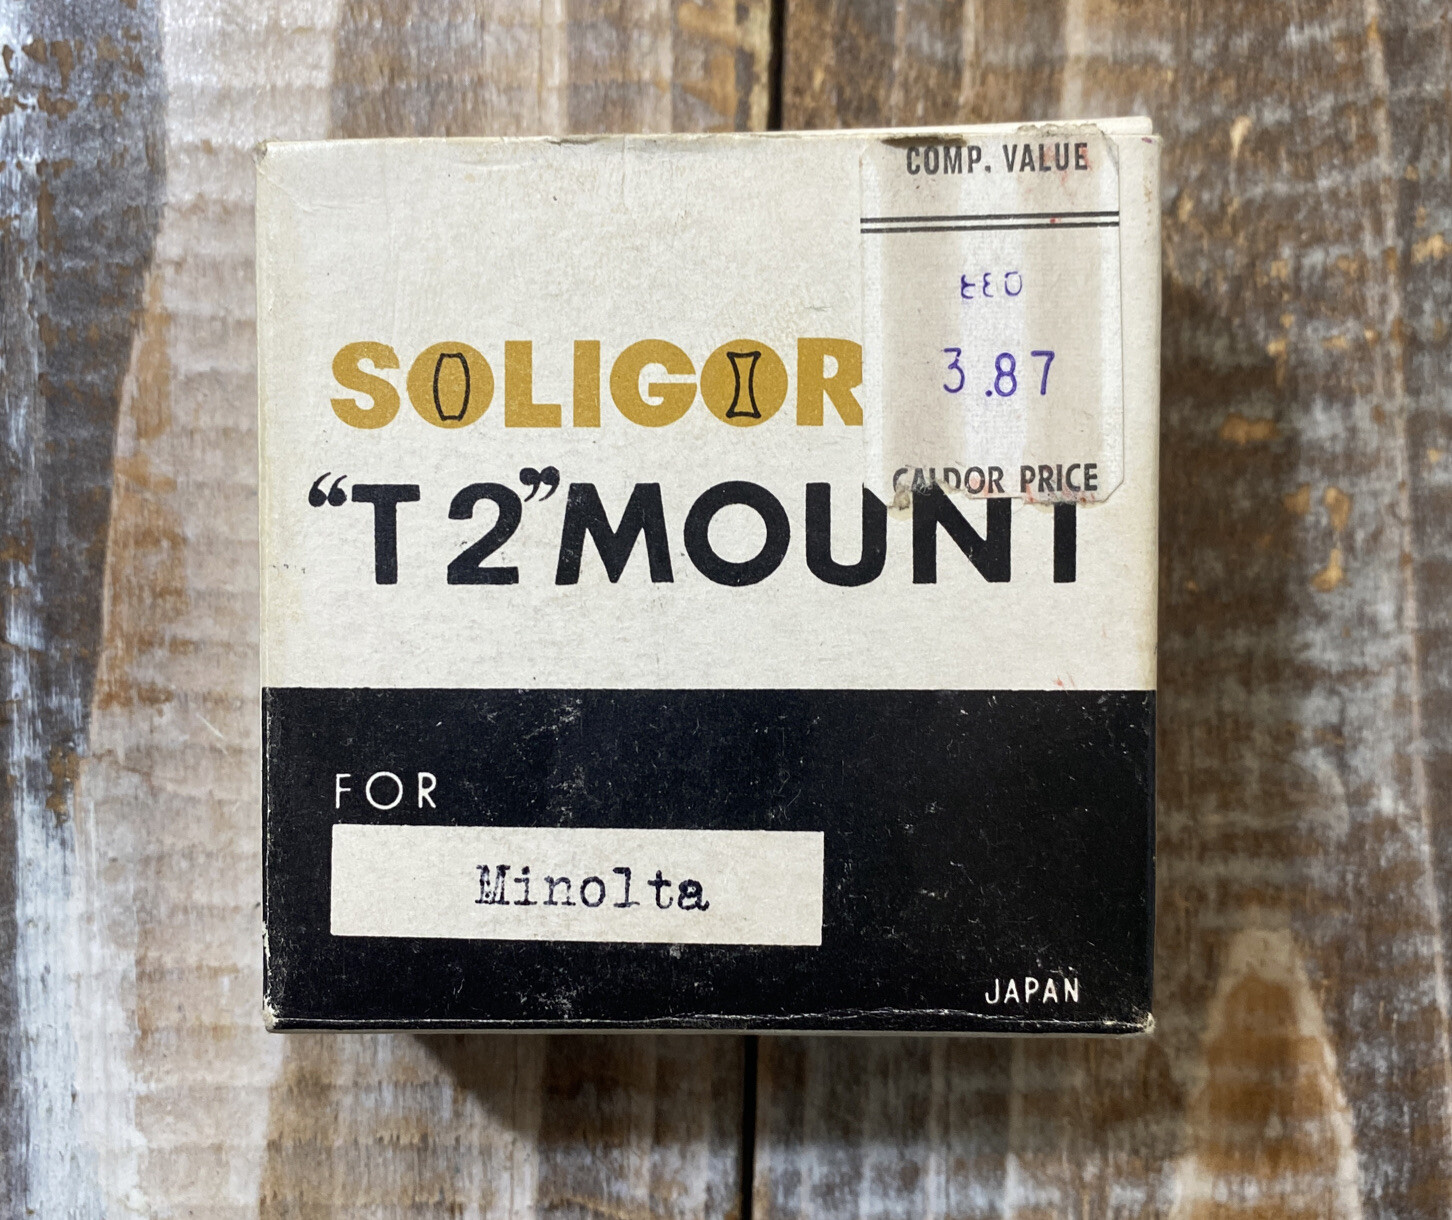 COMP. VALUE
3.87
CALDOR PRICE
SOLIGOR
“T2” MOUNT
FOR
Minolta
JAPAN